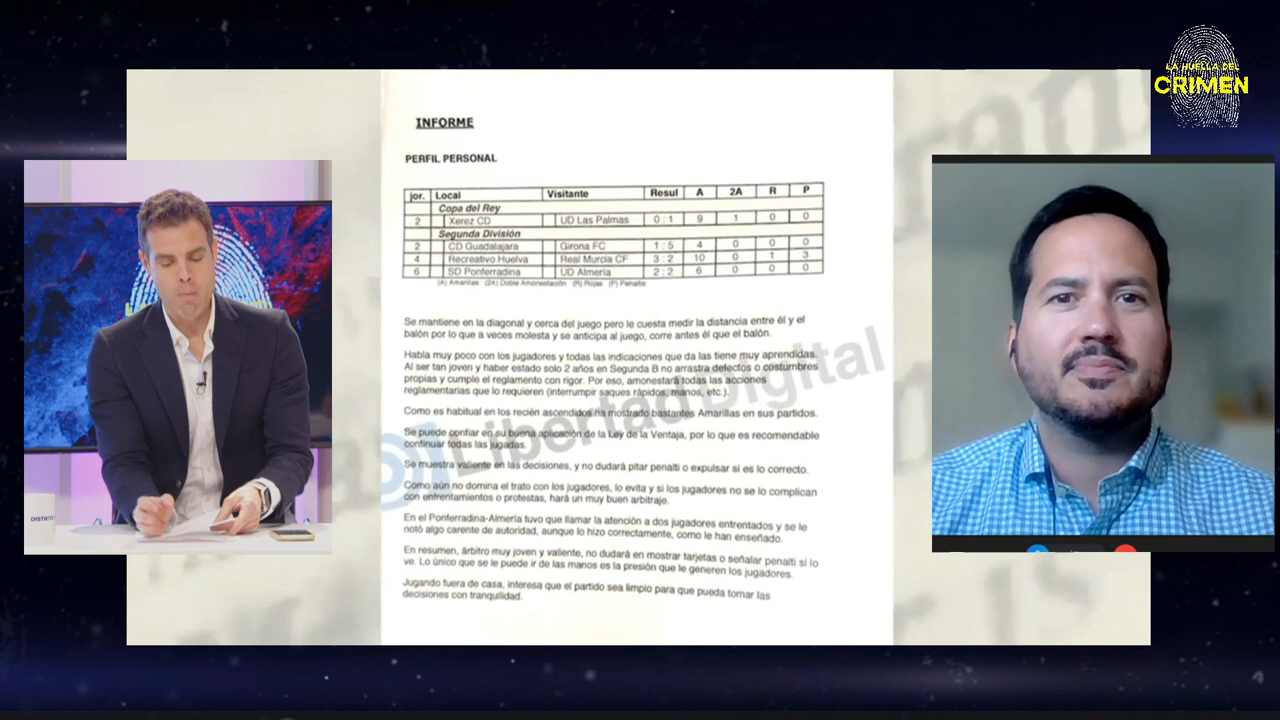 LA HUELLA DEL
CRIMEN
INFORME
PERFIL PERSONAL
jor. Local Visitante Resul A 2A R P
Copa del Rey
2 Xerez CD UD Las Palmas 0 : 1 9 1 0 0
Segunda División
2 CD Guadalajara Girona FC 1 : 5 4 0 0 0
4 Recreativo Huelva Real Murcia CF 3 : 2 10 0 1 3
6 SD Ponferradina UD Almería 2 : 2 6 0 0 0
(A) Amarillas (2A) Doble Amonestación (R) Rojas (P) Penaltis
Se mantiene en la diagonal y cerca del juego pero le cuesta medir la distancia entre él y el
balón por lo que a veces molesta y se anticipa al juego, corre antes él que el balón.
Habla muy poco con los jugadores y todas las indicaciones que da las tiene muy aprendidas.
Al ser tan joven y haber estado solo 2 años en Segunda B no arrastra defectos o costumbres
propias y cumple el reglamento con rigor. Por eso, amonestará todas las acciones
reglamentarias que lo requieren (interrumpir saques rápidos, manos, etc.).
Como es habitual en los recién ascendidos ha mostrado bastantes Amarillas en sus partidos.
Se puede confiar en su buena aplicación de la Ley de la Ventaja, por lo que es recomendable
continuar todas las jugadas.
Se muestra valiente en las decisiones, y no dudará pitar penalti o expulsar si es lo correcto.
Como aún no domina el trato con los jugadores, lo evita y si los jugadores no se lo complican
con enfrentamientos o protestas, hará un muy buen arbitraje.
En el Ponferradina-Almería tuvo que llamar la atención a dos jugadores enfrentados y se le
notó algo carente de autoridad, aunque lo hizo correctamente, como le han enseñado.
En resumen, árbitro muy joven y valiente, no dudará en mostrar tarjetas o señalar penalti si lo
ve. Lo único que se le puede ir de las manos es la presión que le generen los jugadores.
Jugando fuera de casa, interesa que el partido sea limpio para que pueda tomar las
decisiones con tranquilidad.
Libertad Digital